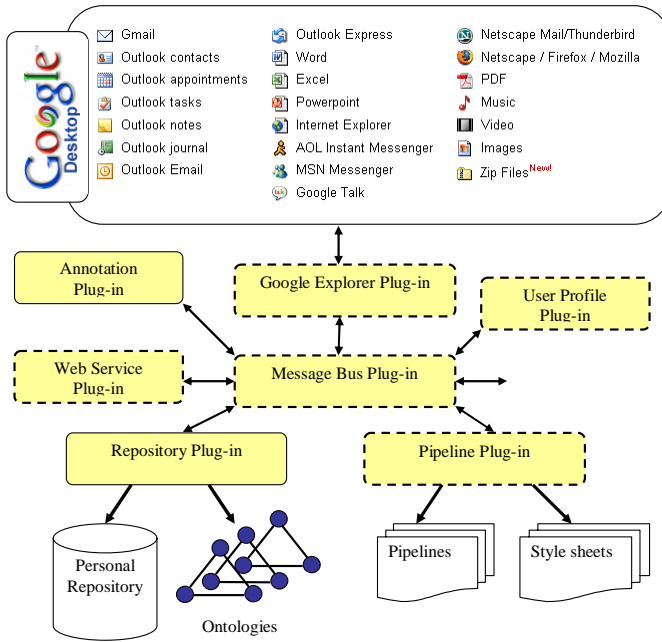 Google™
Desktop
Gmail
Outlook contacts
Outlook appointments
Outlook tasks
Outlook notes
Outlook journal
Outlook Email
Outlook Express
Word
Excel
Powerpoint
Internet Explorer
AOL Instant Messenger
MSN Messenger
talk
Google Talk
Netscape Mail/Thunderbird
Netscape / Firefox / Mozilla
PDF
Music
Video
Images
Zip Files New!
Annotation
Plug-in
Google Explorer Plug-in
User Profile
Plug-in
Web Service
Plug-in
Message Bus Plug-in
Repository Plug-in
Pipeline Plug-in
Personal
Repository
Ontologies
Pipelines
Style sheets